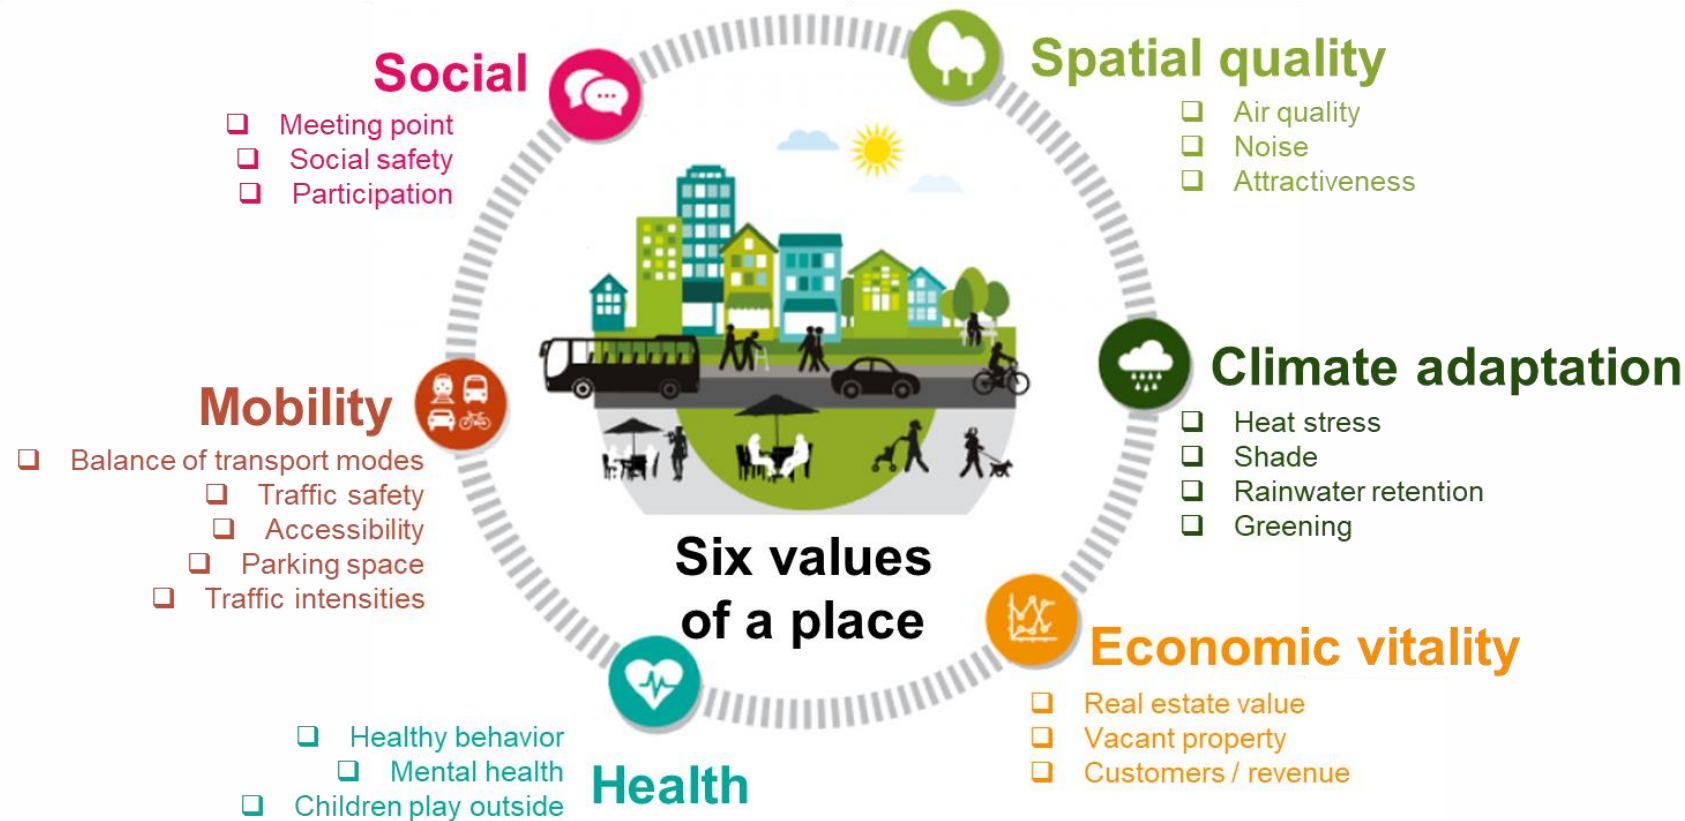 Social
Meeting point
Social safety
Participation
Spatial quality
Air quality
Noise
Attractiveness
Mobility
Balance of transport modes
Traffic safety
Accessibility
Parking space
Traffic intensities
Climate adaptation
Heat stress
Shade
Rainwater retention
Greening
Six values
of a place
Economic vitality
Real estate value
Vacant property
Customers / revenue
Health
Healthy behavior
Mental health
Children play outside